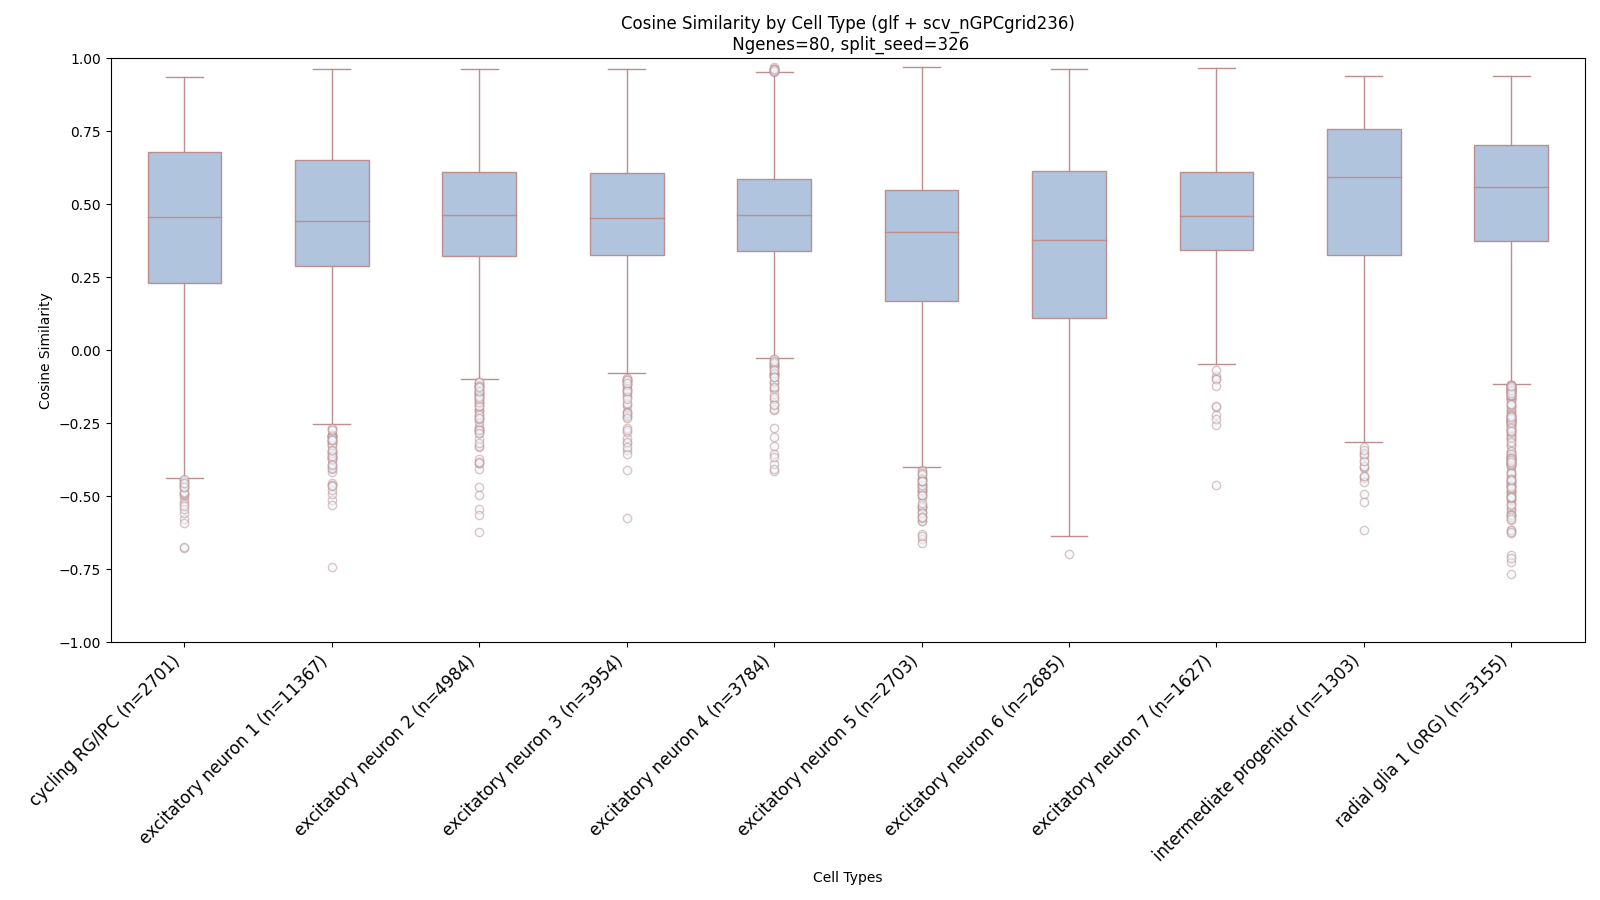 Cosine Similarity by Cell Type (glf + scv_nGPCgrid236)
Ngenes=80, split_seed=326
Cosine Similarity
1.00
0.75
0.50
0.25
0.00
−0.25
−0.50
−0.75
−1.00
cycling RG/IPC (n=2701)
excitatory neuron 1 (n=11367)
excitatory neuron 2 (n=4984)
excitatory neuron 3 (n=3954)
excitatory neuron 4 (n=3784)
excitatory neuron 5 (n=2703)
excitatory neuron 6 (n=2685)
excitatory neuron 7 (n=1627)
intermediate progenitor (n=1303)
radial glia 1 (oRG) (n=3155)
Cell Types